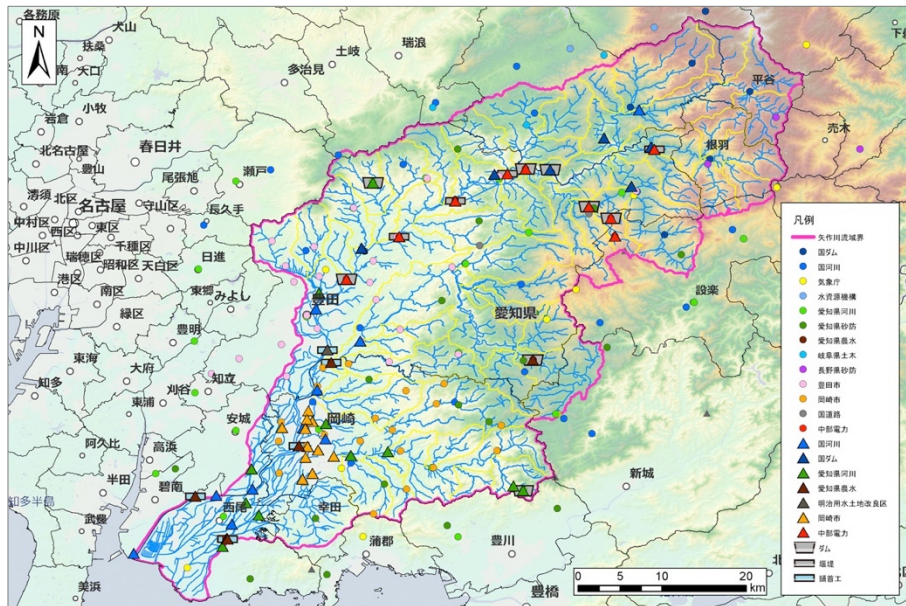 各務原
犬山
扶桑
大口
小牧
岩倉
北名古屋
豊山
春日井
清須
北区
名古屋
守山区
尾張旭
瀬戸
長久手
中村区
西区
東区
千種区
中川区
瑞穂区
昭和区
天白区
日進
港区
南区
東郷
みよし
緑区
豊明
東海
大府
刈谷
知立
知多
東浦
安城
阿久比
高浜
半田
碧南
知多半島
武豊
美浜
西尾
幸田
蒲郡
豊川
豊橋
新城
岡崎
豊田
愛知県
設楽
売木
根羽
平谷
瑞浪
土岐
多治見
N
凡例
矢作川流域界
国ダム
国河川
気象庁
水資源機構
愛知県河川
愛知県砂防
愛知県農水
岐阜県土木
長野県砂防
豊田市
岡崎市
国道路
中部電力
国河川
国ダム
愛知県河川
愛知県農水
明治用水土地改良区
岡崎市
中部電力
ダム
堰堤
頭首工
0 5 10 20
km